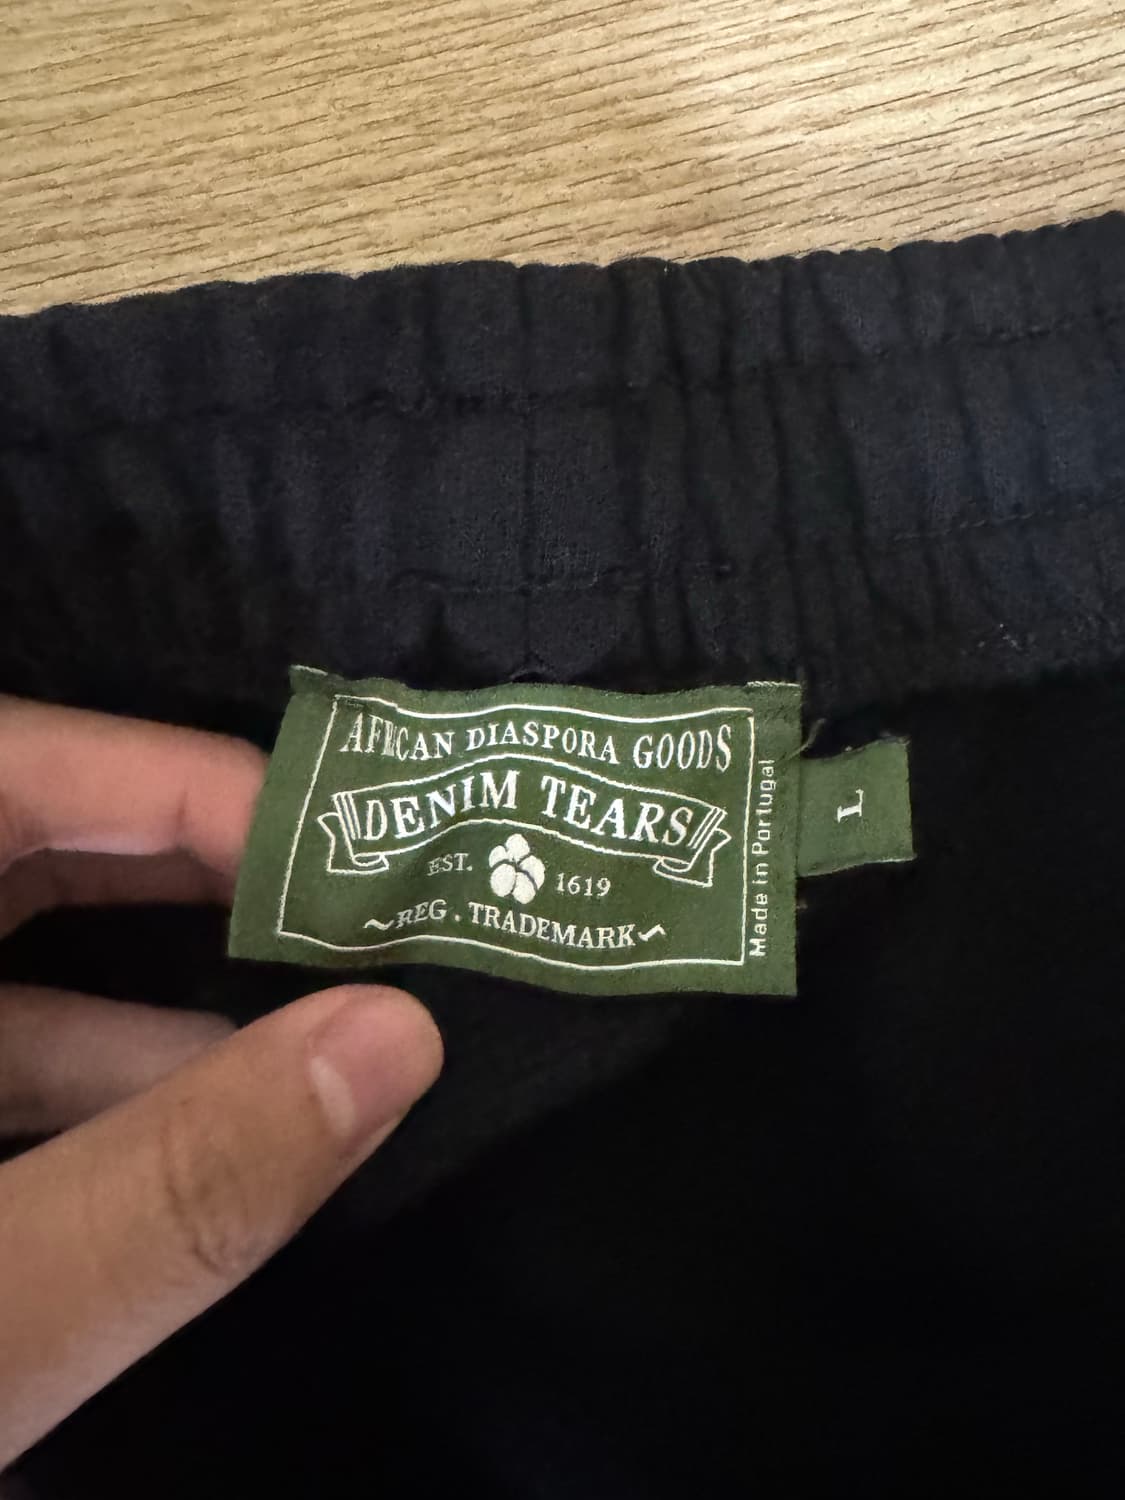 AFRICAN DIASPORA GOODS
DENIM TEARS
EST. 1619
~REG . TRADEMARK~
Made in Portugal
L